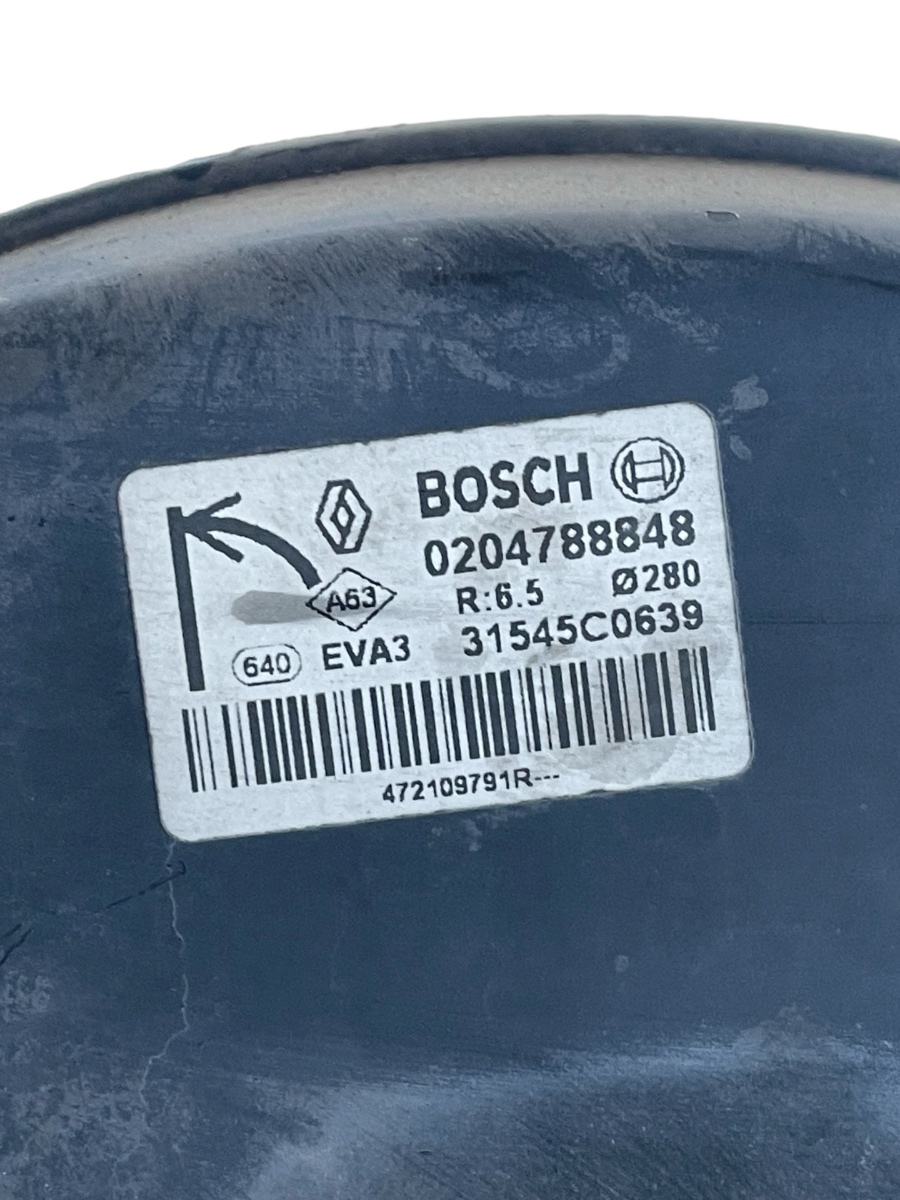 BOSCH
0204788848
A63
R:6.5 Ø280
640 EVA3 31545C0639
472109791R---